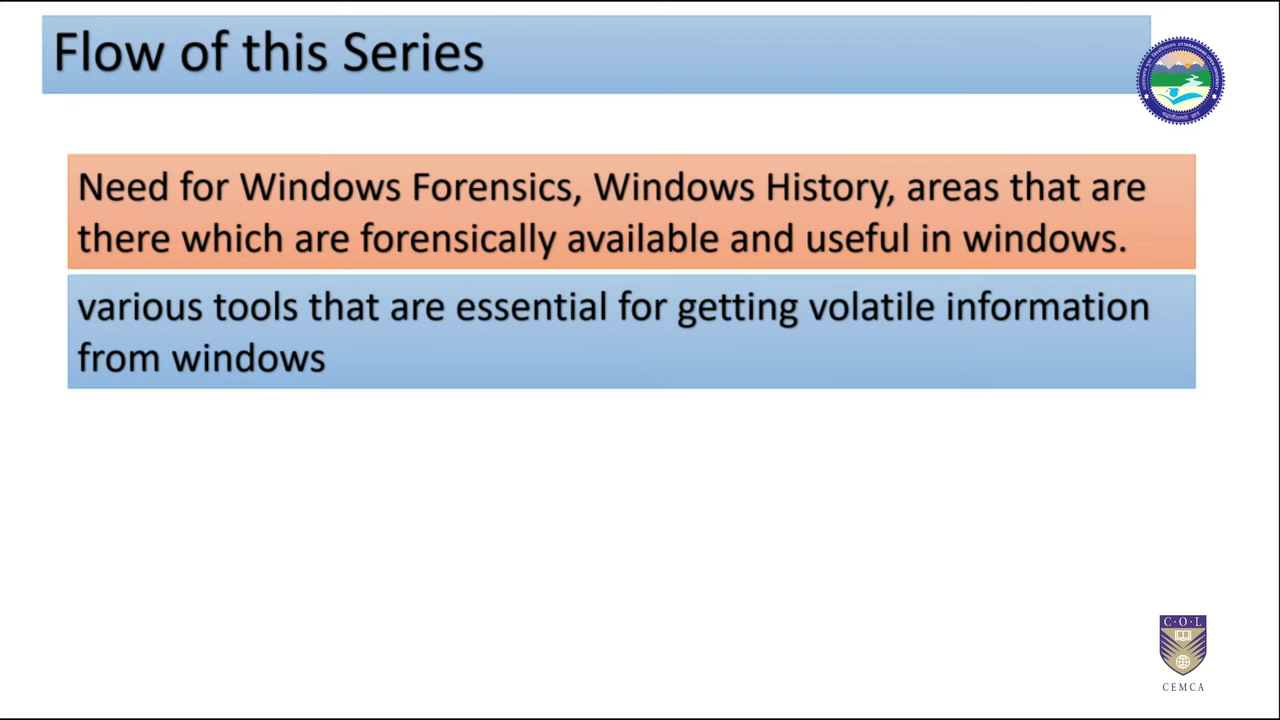 Flow of this Series
Need for Windows Forensics, Windows History, areas that are
there which are forensically available and useful in windows.
various tools that are essential for getting volatile information
from windows
C·O·L
CEMCA